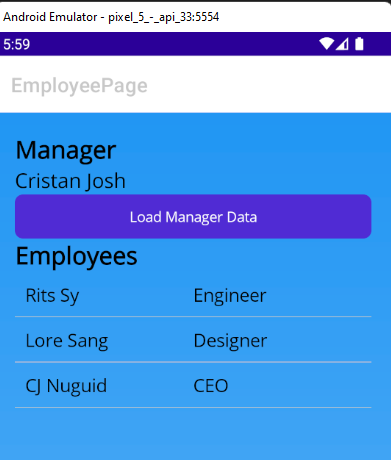 Android Emulator - pixel_5_-_api_33:5554
5:59
EmployeePage
Manager
Cristan Josh
Load Manager Data
Employees
Rits Sy Engineer
Lore Sang Designer
CJ Nuguid CEO